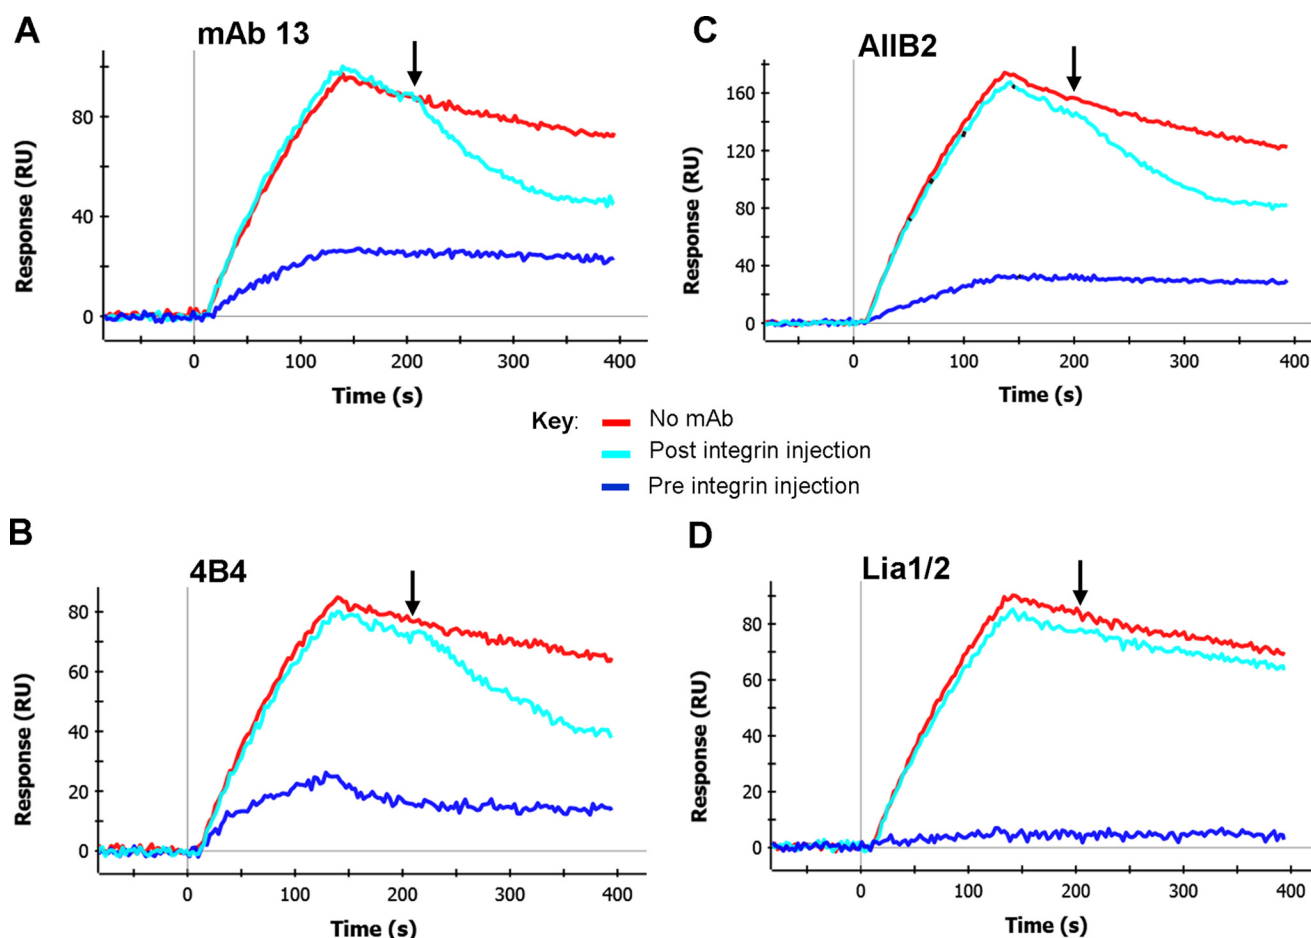 A
mAb 13
Response (RU)
80
40
0
0 100 200 300 400
Time (s)
C
AIIB2
Response (RU)
160
120
80
40
0
0 100 200 300 400
Time (s)
Key:
No mAb
Post integrin injection
Pre integrin injection
B
4B4
Response (RU)
80
60
40
20
0
0 100 200 300 400
Time (s)
D
Lia1/2
Response (RU)
80
60
40
20
0
0 100 200 300 400
Time (s)